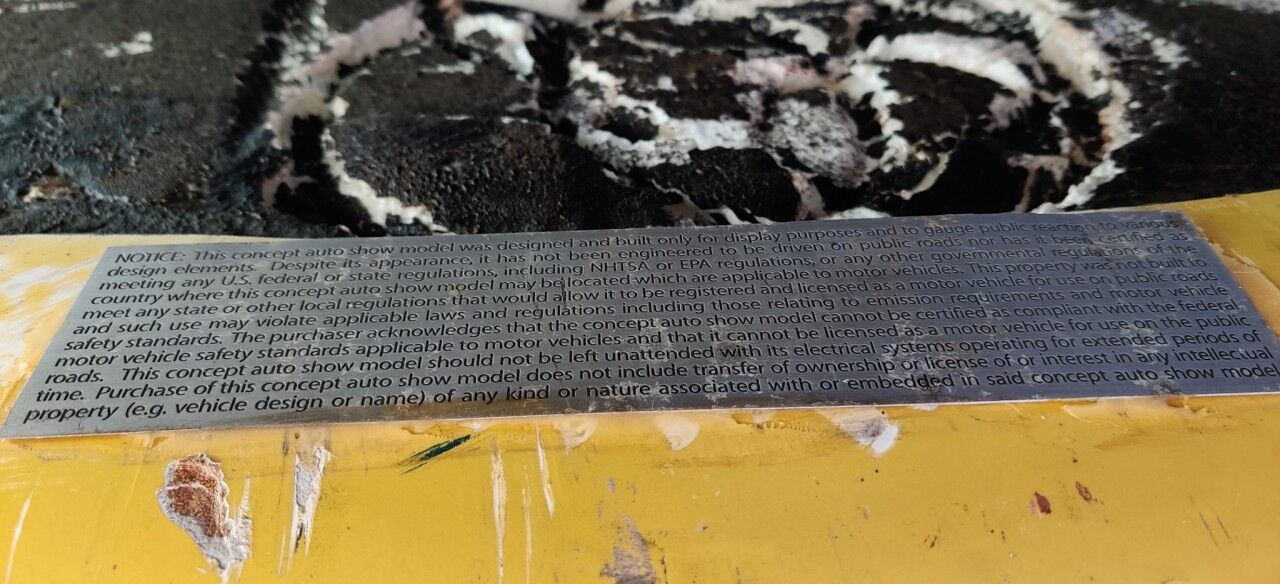 NOTICE: This concept auto show model was designed and built only for display purposes and to gauge public reaction to various
design elements. Despite its appearance, it has not been engineered to be driven on public roads nor has it been certified as
meeting any U.S. federal or state regulations, including NHTSA or EPA regulations, or any other governmental regulations of the
country where this concept auto show model may be located which are applicable to motor vehicles. This property was not built to
meet any state or other local regulations that would allow it to be registered and licensed as a motor vehicle for use on public roads
and such use may violate applicable laws and regulations including those relating to emission requirements and motor vehicle
safety standards. The purchaser acknowledges that the concept auto show model cannot be certified as compliant with the federal
motor vehicle safety standards applicable to motor vehicles and that it cannot be licensed as a motor vehicle for use on the public
roads. This concept auto show model should not be left unattended with its electrical systems operating for extended periods of
time. Purchase of this concept auto show model does not include transfer of ownership or license of or interest in any intellectual
property (e.g. vehicle design or name) of any kind or nature associated with or embedded in said concept auto show model